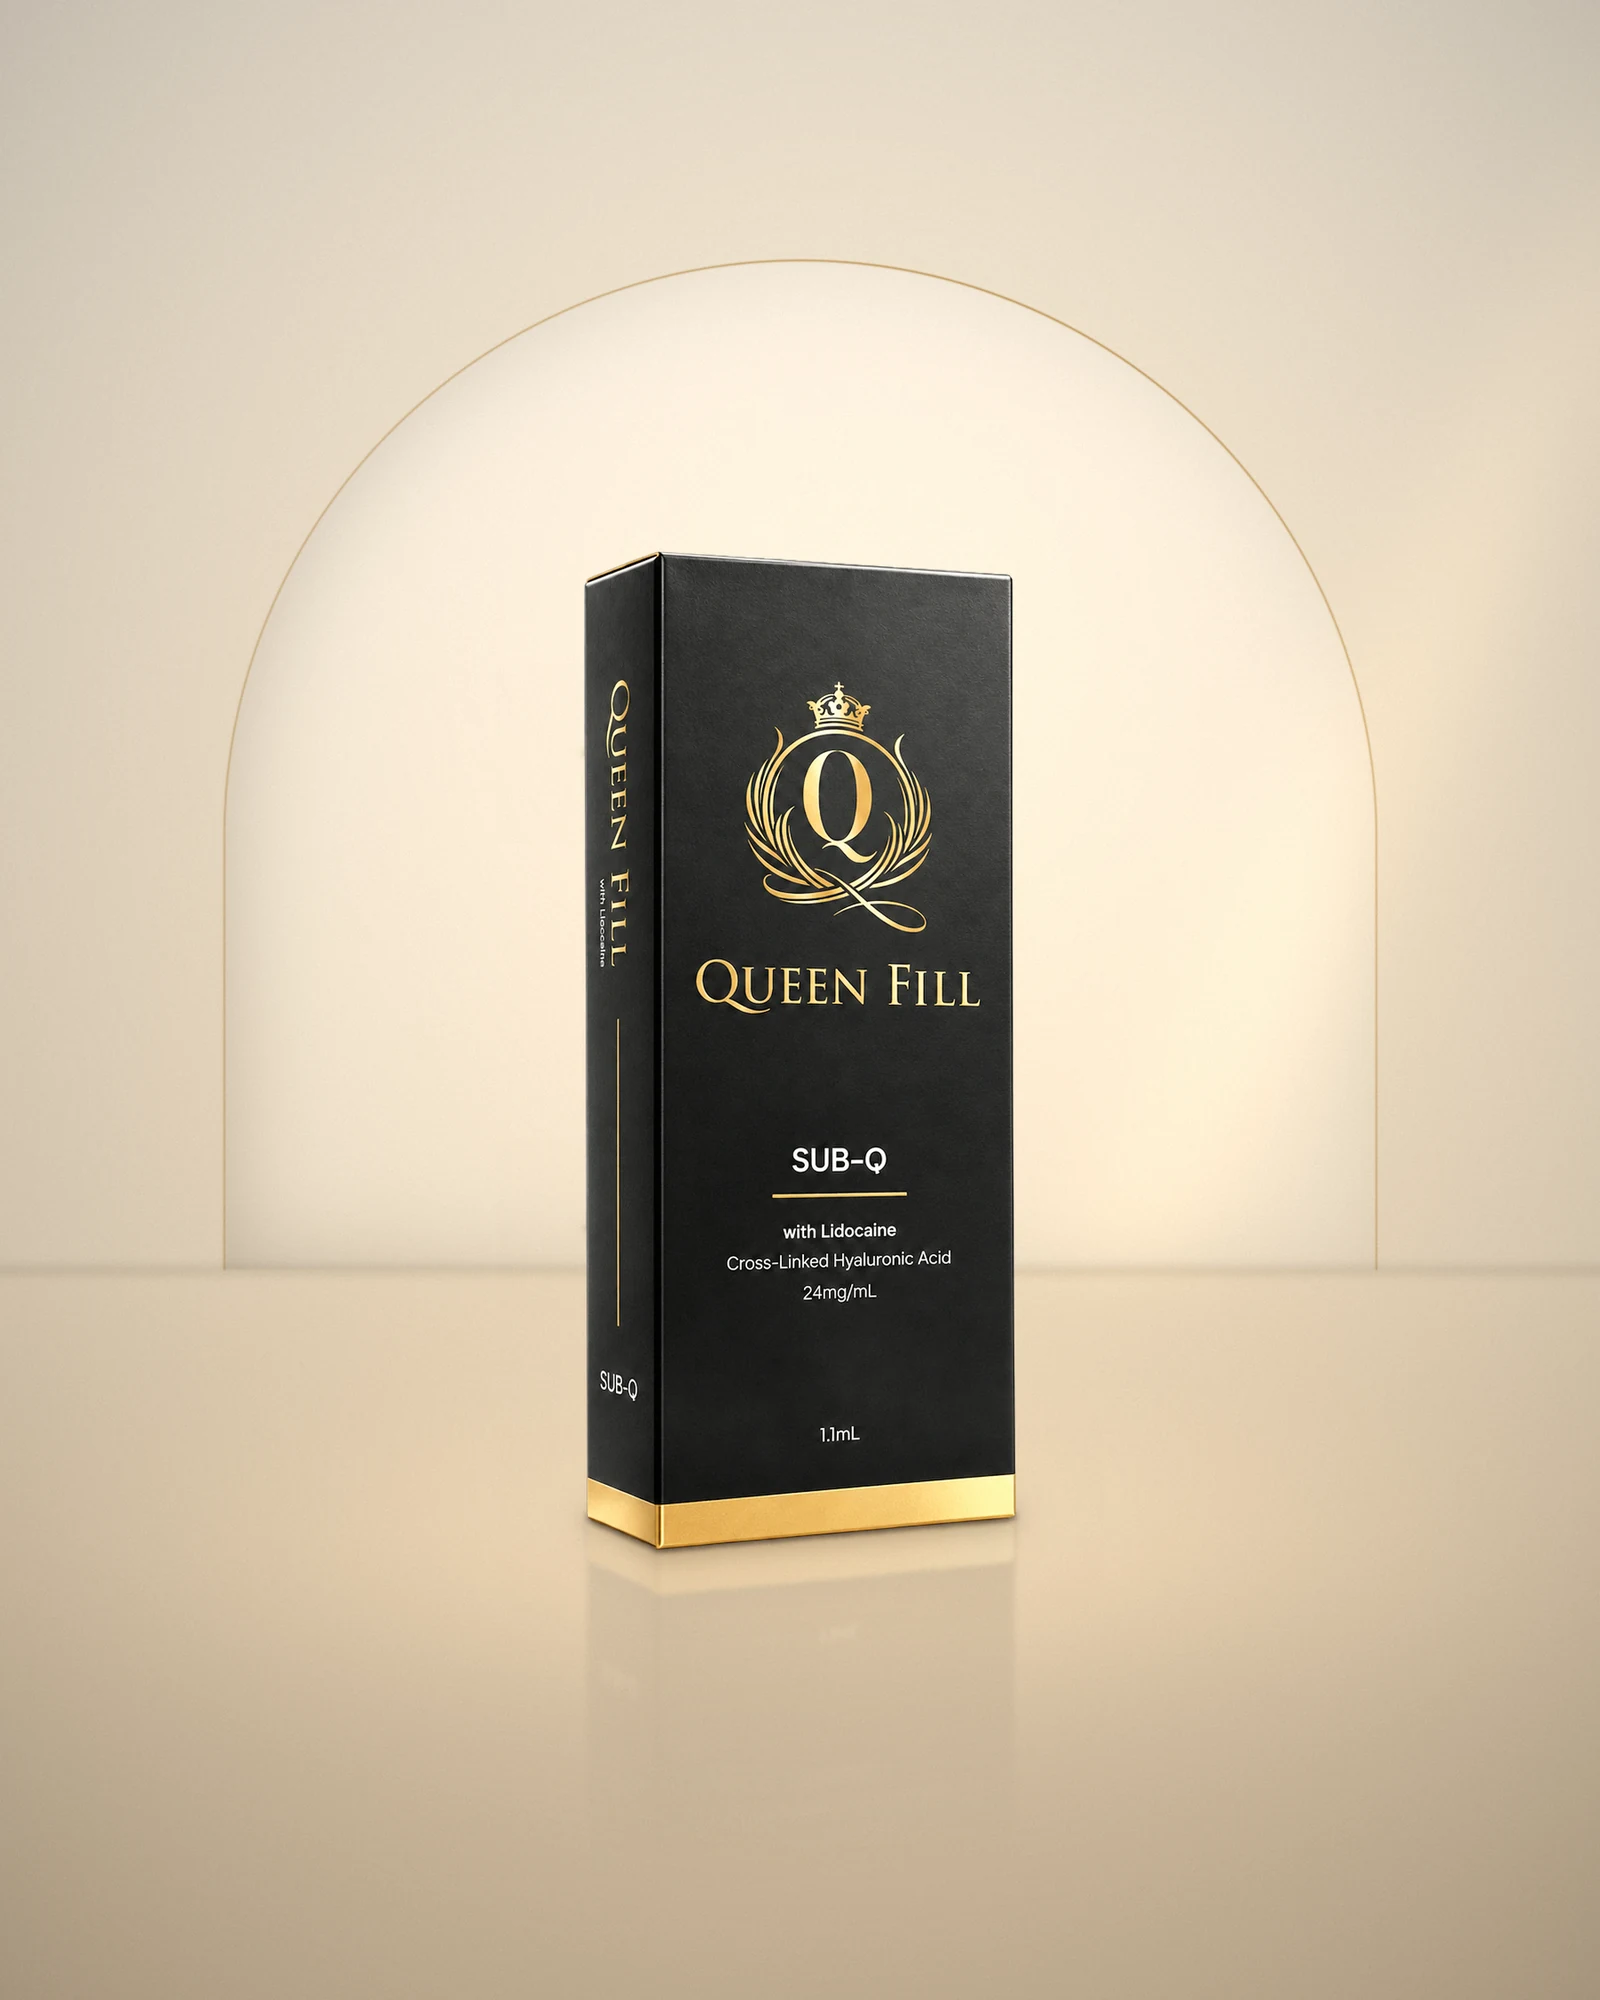 Q
QUEEN FILL
SUB-Q
with Lidocaine
Cross-Linked Hyaluronic Acid
24mg/mL
1.1mL
QUEEN FILL
with Lidocaine
SUB-Q